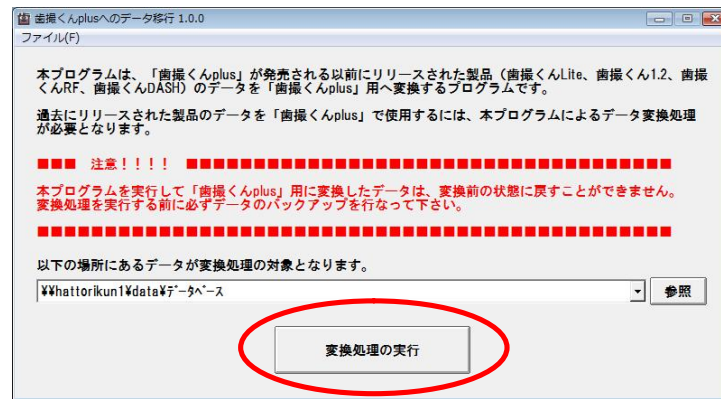 歯撮くんplusへのデータ移行 1.0.0
ファイル(F)
本プログラムは、「歯撮くんplus」が発売される以前にリリースされた製品（歯撮くんLite、歯撮くん1.2、歯撮
くんRF、歯撮くんDASH）のデータを「歯撮くんplus」用へ変換するプログラムです。
過去にリリースされた製品のデータを「歯撮くんplus」で使用するには、本プログラムによるデータ変換処理
が必要となります。
■■■ 注意！！！！ ■■■■■■■■■■■■■■■■■■■■■■■■■■■■■■■■■■■■
本プログラムを実行して「歯撮くんplus」用に変換したデータは、変換前の状態に戻すことができません。
変換処理を実行する前に必ずデータのバックアップを行なって下さい。
■■■■■■■■■■■■■■■■■■■■■■■■■■■■■■■■■■■■■■■■■■■■■■■
以下の場所にあるデータが変換処理の対象となります。
¥¥hattorikun1¥data¥ﾃﾞｰﾀﾍﾞｰｽ
参照
変換処理の実行